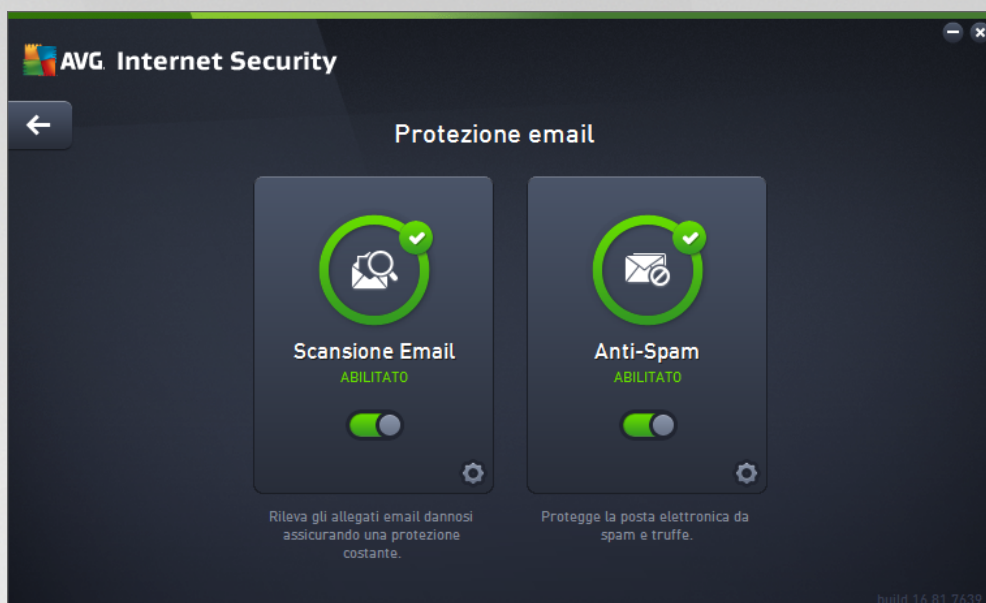 AVG. Internet Security
Protezione email
Scansione Email
ABILITATO
Rileva gli allegati email dannosi
assicurando una protezione
costante.
Anti-Spam
ABILITATO
Protegge la posta elettronica da
spam e truffe.
build 16.81.7639